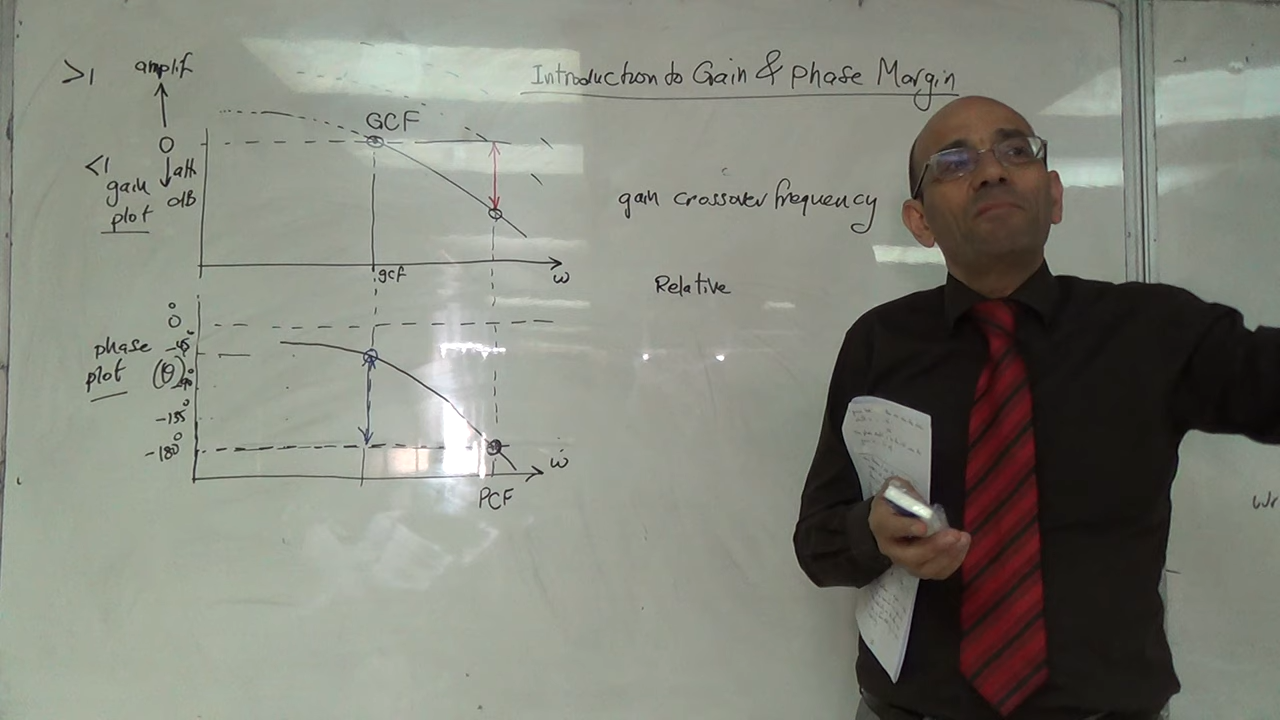 Introduction to Gain & Phase Margin
>1 amplif
GCF
0
<1 att
gain dB
plot
gain crossover frequency
gcf
ω
Relative
0°
phase -45°
plot (θ)
-135°
-180°
ω
PCF